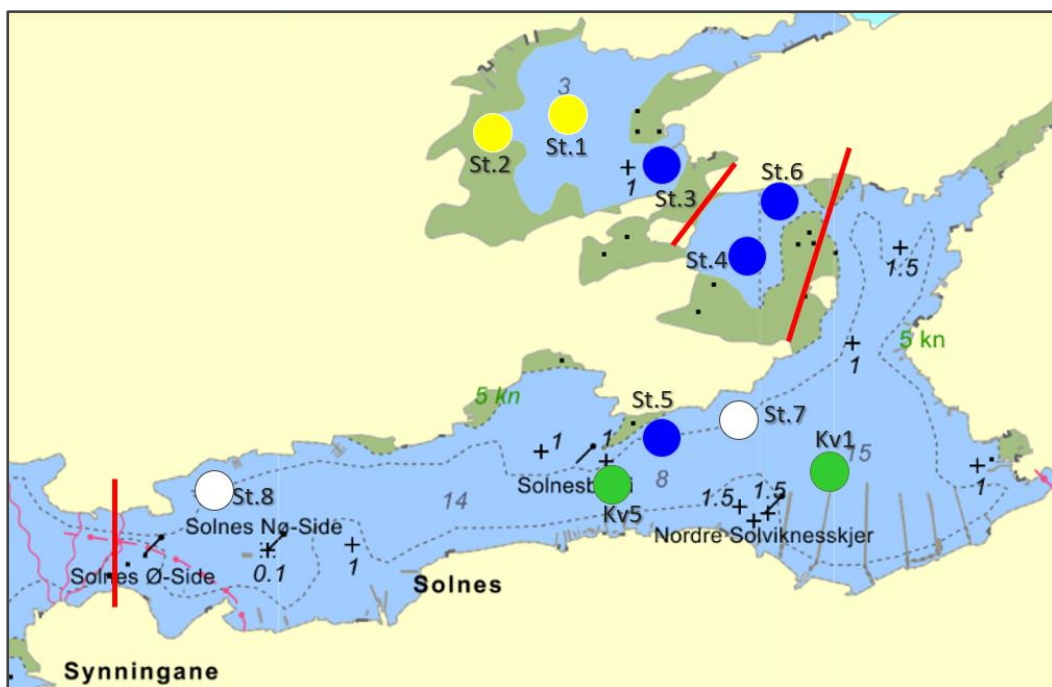 3
St.2
St.1
1
St.3
St.6
St.4
1.5
5 kn
1
5 kn
St.5
St.7
Kv1
15
1
1
Solnesb
8
Kv5
1
14
St.8
1.5
1.5
Solnes Nø-Side
Nordre Solviknesskjer
Solnes Ø-Side
0.1
1
Solnes
Synningane